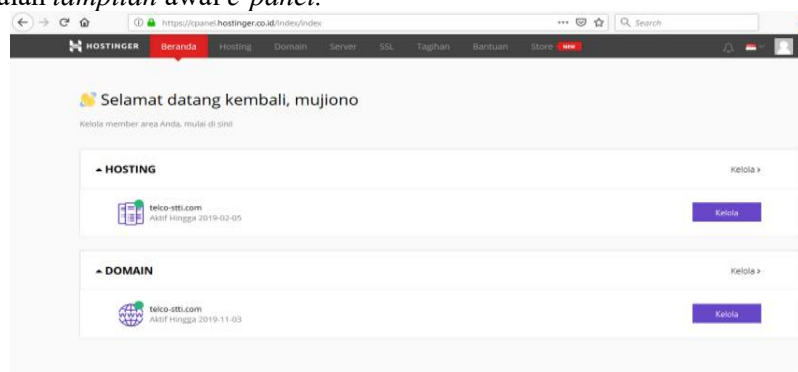 tampilan awal c-panel.
https://cpanel.hostinger.co.id/index/index
Search
HOSTINGER Beranda Hosting Domain Server SSL Tagihan Bantuan Store NEW
Selamat datang kembali, mujiono
Kelola member area Anda, mulai di sini!
HOSTING Kelola >
telco-stti.com
Aktif Hingga 2019-02-05
Kelola
DOMAIN Kelola >
telco-stti.com
Aktif Hingga 2019-11-03
Kelola